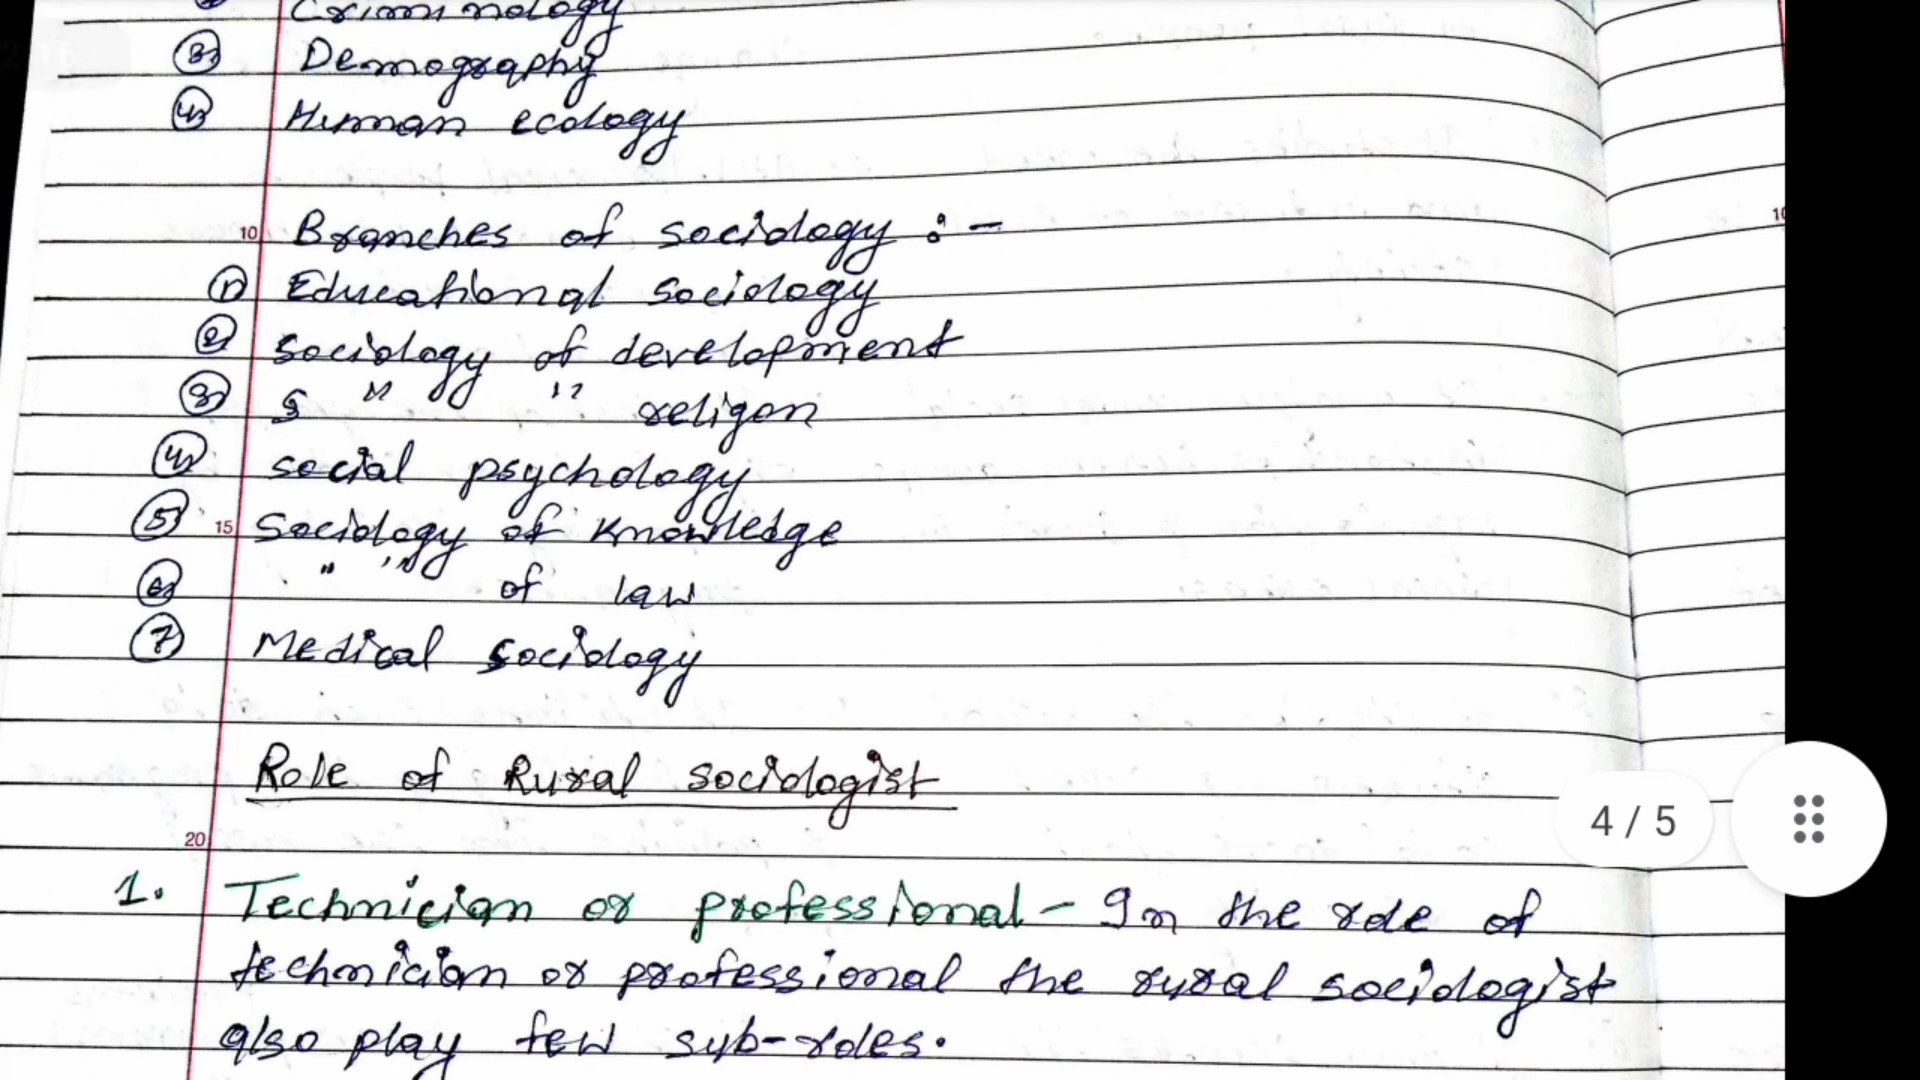 Criminology
3) Demography
4) Human ecology
10 Branches of sociology :-
1) Educational sociology
2) Sociology of development
3) S " " religon
4) social psychology
5) 15 Sociology of Knowledge
6) " " of law
7) Medical sociology
Role of Rural sociologist
20
1. Technician or professional - In the role of
technician or professional the rural sociologist
also play few sub-roles.
4 / 5
10